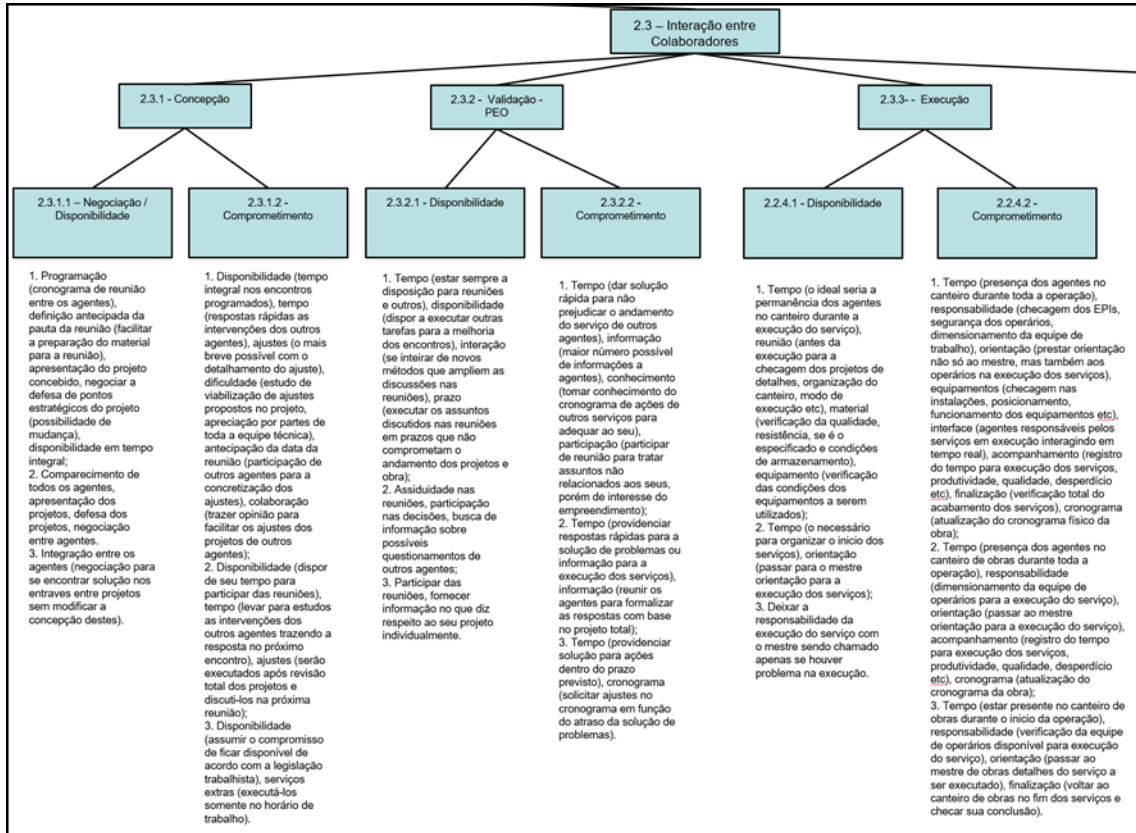 2.3 – Interação entre
Colaboradores
2.3.1 - Concepção
2.3.2 - Validação -
PEO
2.3.3- - Execução
2.3.1.1 – Negociação /
Disponibilidade
2.3.1.2 -
Comprometimento
2.3.2.1 - Disponibilidade
2.3.2.2 -
Comprometimento
2.2.4.1 - Disponibilidade
2.2.4.2 -
Comprometimento
1. Programação
(cronograma de reunião
entre os agentes),
definição antecipada da
pauta da reunião (facilitar
a preparação do material
para a reunião),
apresentação do projeto
concebido, negociar a
defesa de pontos
estratégicos do projeto
(possibilidade de
mudança),
disponibilidade em tempo
integral;
2. Comparecimento de
todos os agentes,
apresentação dos
projetos, defesa dos
projetos, negociação
entre agentes.
3. Integração entre os
agentes (negociação para
se encontrar solução nos
entraves entre projetos
sem modificar a
concepção destes).
1. Disponibilidade (tempo
integral nos encontros
programados), tempo
(respostas rápidas as
intervenções dos outros
agentes), ajustes (o mais
breve possível com o
detalhamento do ajuste),
dificuldade (estudo de
viabilização de ajustes
propostos no projeto,
apreciação por partes de
toda a equipe técnica),
antecipação da data da
reunião (participação de
outros agentes para a
concretização dos
ajustes), colaboração
(trazer opinião para
facilitar os ajustes dos
projetos de outros
agentes);
2. Disponibilidade (dispor
de seu tempo para
participar das reuniões),
tempo (levar para estudos
as intervenções dos
outros agentes trazendo a
resposta no próximo
encontro), ajustes (serão
executados após revisão
total dos projetos e
discuti-los na próxima
reunião);
3. Disponibilidade
(assumir o compromisso
de ficar disponível de
acordo com a legislação
trabalhista), serviços
extras (executá-los
somente no horário de
trabalho).
1. Tempo (estar sempre a
disposição para reuniões
e outros), disponibilidade
(dispor a executar outras
tarefas para a melhoria
dos encontros), interação
(se inteirar de novos
métodos que ampliem as
discussões nas
reuniões), prazo
(executar os assuntos
discutidos nas reuniões
em prazos que não
comprometam o
andamento dos projetos e
obra);
2. Assiduidade nas
reuniões, participação
nas decisões, busca de
informação sobre
possíveis
questionamentos de
outros agentes;
3. Participar das
reuniões, fornecer
informação no que diz
respeito ao seu projeto
individualmente.
1. Tempo (dar solução
rápida para não
prejudicar o andamento
do serviço de outros
agentes), informação
(maior número possível
de informações a
agentes), conhecimento
(tomar conhecimento do
cronograma de ações de
outros serviços para
adequar ao seu),
participação (participar
de reunião para tratar
assuntos não
relacionados aos seus,
porém de interesse do
empreendimento);
2. Tempo (providenciar
respostas rápidas para a
solução de problemas ou
informação para a
execução dos serviços),
informação (reunir os
agentes para formalizar
as respostas com base
no projeto total);
3. Tempo (providenciar
solução para ações
dentro do prazo
previsto), cronograma
(solicitar ajustes no
cronograma em função
do atraso da solução de
problemas).
1. Tempo (o ideal seria a
permanência dos agentes
no canteiro durante a
execução do serviço),
reunião (antes da
execução para a
checagem dos projetos de
detalhes, organização do
canteiro, modo de
execução etc), material
(verificação da qualidade,
resistência, se é o
especificado e condições
de armazenamento),
equipamento (verificação
das condições dos
equipamentos a serem
utilizados);
2. Tempo (o necessário
para organizar o inicio dos
serviços), orientação
(passar para o mestre
orientação para a
execução dos serviços);
3. Deixar a
responsabilidade da
execução do serviço com
o mestre sendo chamado
apenas se houver
problema na execução.
1. Tempo (presença dos agentes no
canteiro durante toda a operação),
responsabilidade (checagem dos EPIs,
segurança dos operários,
dimensionamento da equipe de
trabalho), orientação (prestar orientação
não só ao mestre, mas também aos
operários na execução dos serviços),
equipamentos (checagem nas
instalações, posicionamento,
funcionamento dos equipamentos etc),
interface (agentes responsáveis pelos
serviços em execução interagindo em
tempo real), acompanhamento (registro
do tempo para execução dos serviços,
produtividade, qualidade, desperdício
etc), finalização (verificação total do
acabamento dos serviços), cronograma
(atualização do cronograma físico da
obra);
2. Tempo (presença dos agentes no
canteiro de obras durante toda a
operação), responsabilidade
(dimensionamento da equipe de
operários para a execução do serviço),
orientação (passar ao mestre
orientação para a execução do serviço),
acompanhamento (registro do tempo
para execução dos serviços,
produtividade, qualidade, desperdício
etc), cronograma (atualização do
cronograma da obra);
3. Tempo (estar presente no canteiro de
obras durante o inicio da operação),
responsabilidade (verificação da equipe
de operários disponível para execução
do serviço), orientação (passar ao
mestre de obras detalhes do serviço a
ser executado), finalização (voltar ao
canteiro de obras no fim dos serviços e
checar sua conclusão).